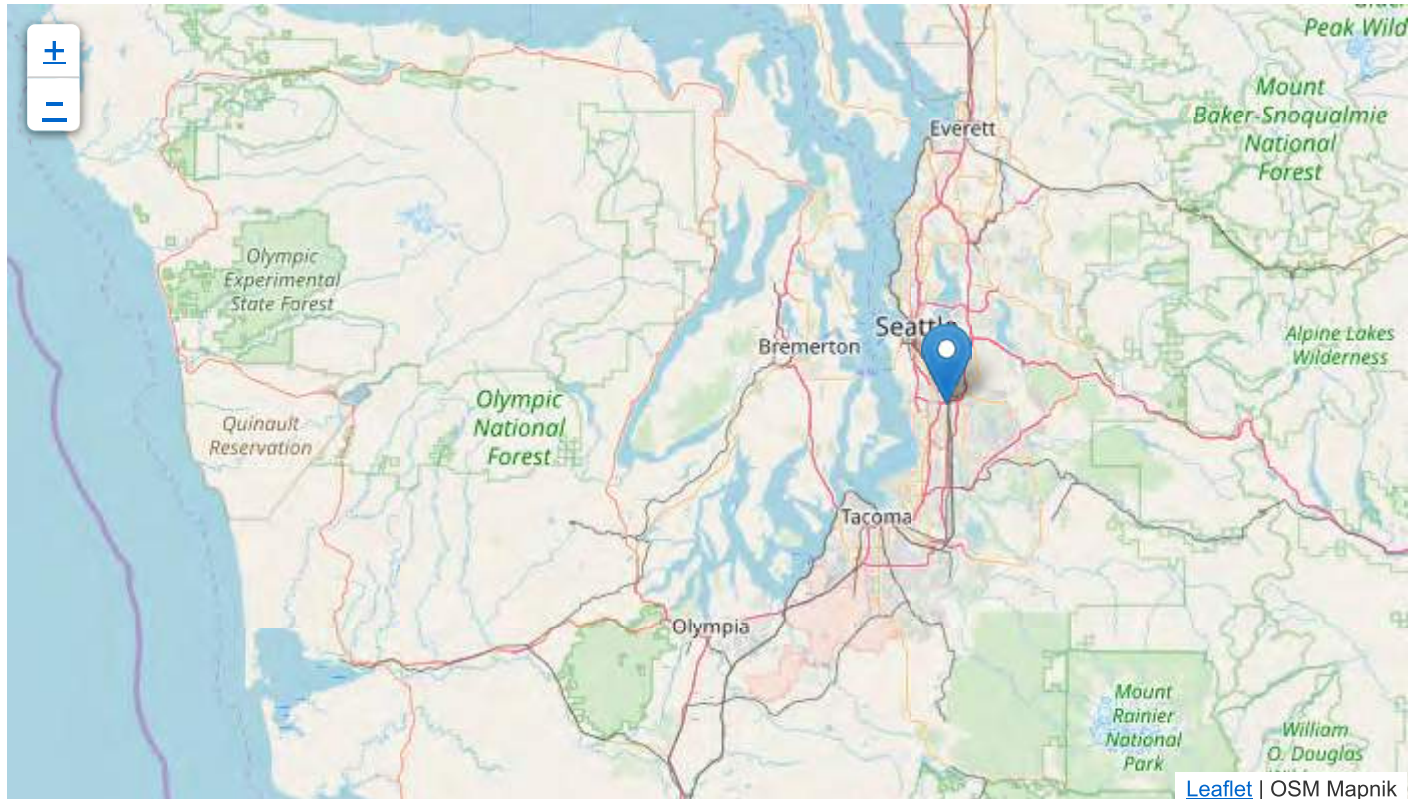 +
−
Peak Wild
Mount
Baker-Snoqualmie
National
Forest
Everett
Olympic
Experimental
State Forest
Seattle
Bremerton
Alpine Lakes
Wilderness
Olympic
National
Forest
Quinault
Reservation
Tacoma
Olympia
Mount
Rainier
National
Park
William
O. Douglas
Leaflet | OSM Mapnik